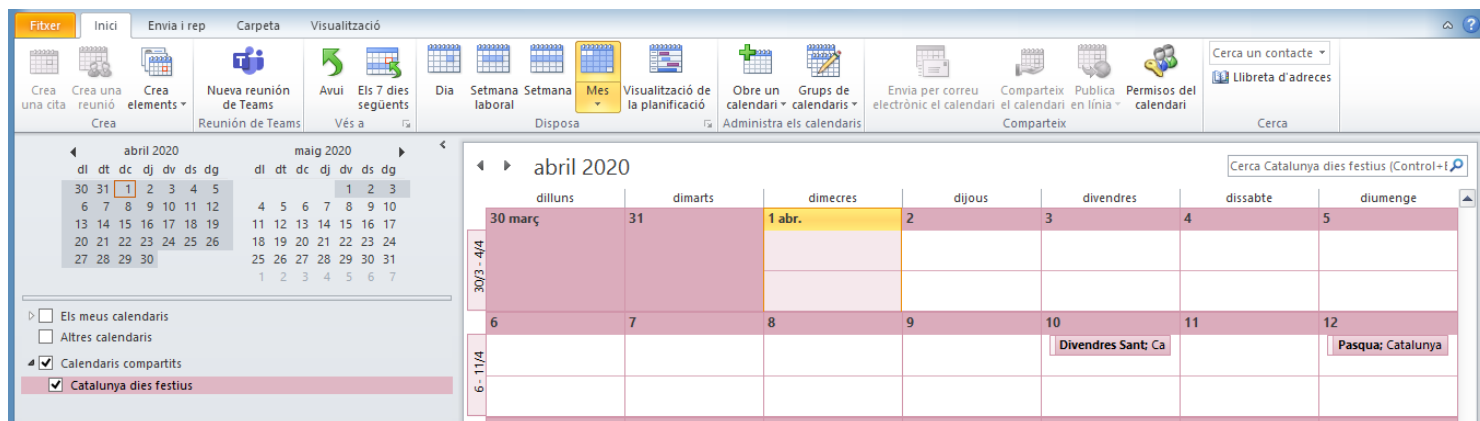 Fitxer Inici Envia i rep Carpeta Visualització
Crea una cita
Crea una reunió
Crea elements
Crea
Nueva reunión de Teams
Reunión de Teams
Avui
Els 7 dies següents
Vés a
Dia
Setmana laboral
Setmana
Mes
Visualització de la planificació
Disposa
Obre un calendari
Grups de calendaris
Administra els calendaris
Envia per correu electrònic el calendari
Comparteix el calendari
Publica en línia
Permisos del calendari
Comparteix
Cerca un contacte
Llibreta d'adreces
Cerca
abril 2020
dl dt dc dj dv ds dg
30 31 1 2 3 4 5
6 7 8 9 10 11 12
13 14 15 16 17 18 19
20 21 22 23 24 25 26
27 28 29 30
maig 2020
dl dt dc dj dv ds dg
1 2 3
4 5 6 7 8 9 10
11 12 13 14 15 16 17
18 19 20 21 22 23 24
25 26 27 28 29 30 31
1 2 3 4 5 6 7
Els meus calendaris
Altres calendaris
Calendaris compartits
Catalunya dies festius
abril 2020
Cerca Catalunya dies festius (Control+E
dilluns dimarts dimecres dijous divendres dissabte diumenge
30/3 - 4/4
30 març 31 1 abr. 2 3 4 5
6 - 11/4
6 7 8 9 10 11 12
Divendres Sant; Ca
Pasqua; Catalunya